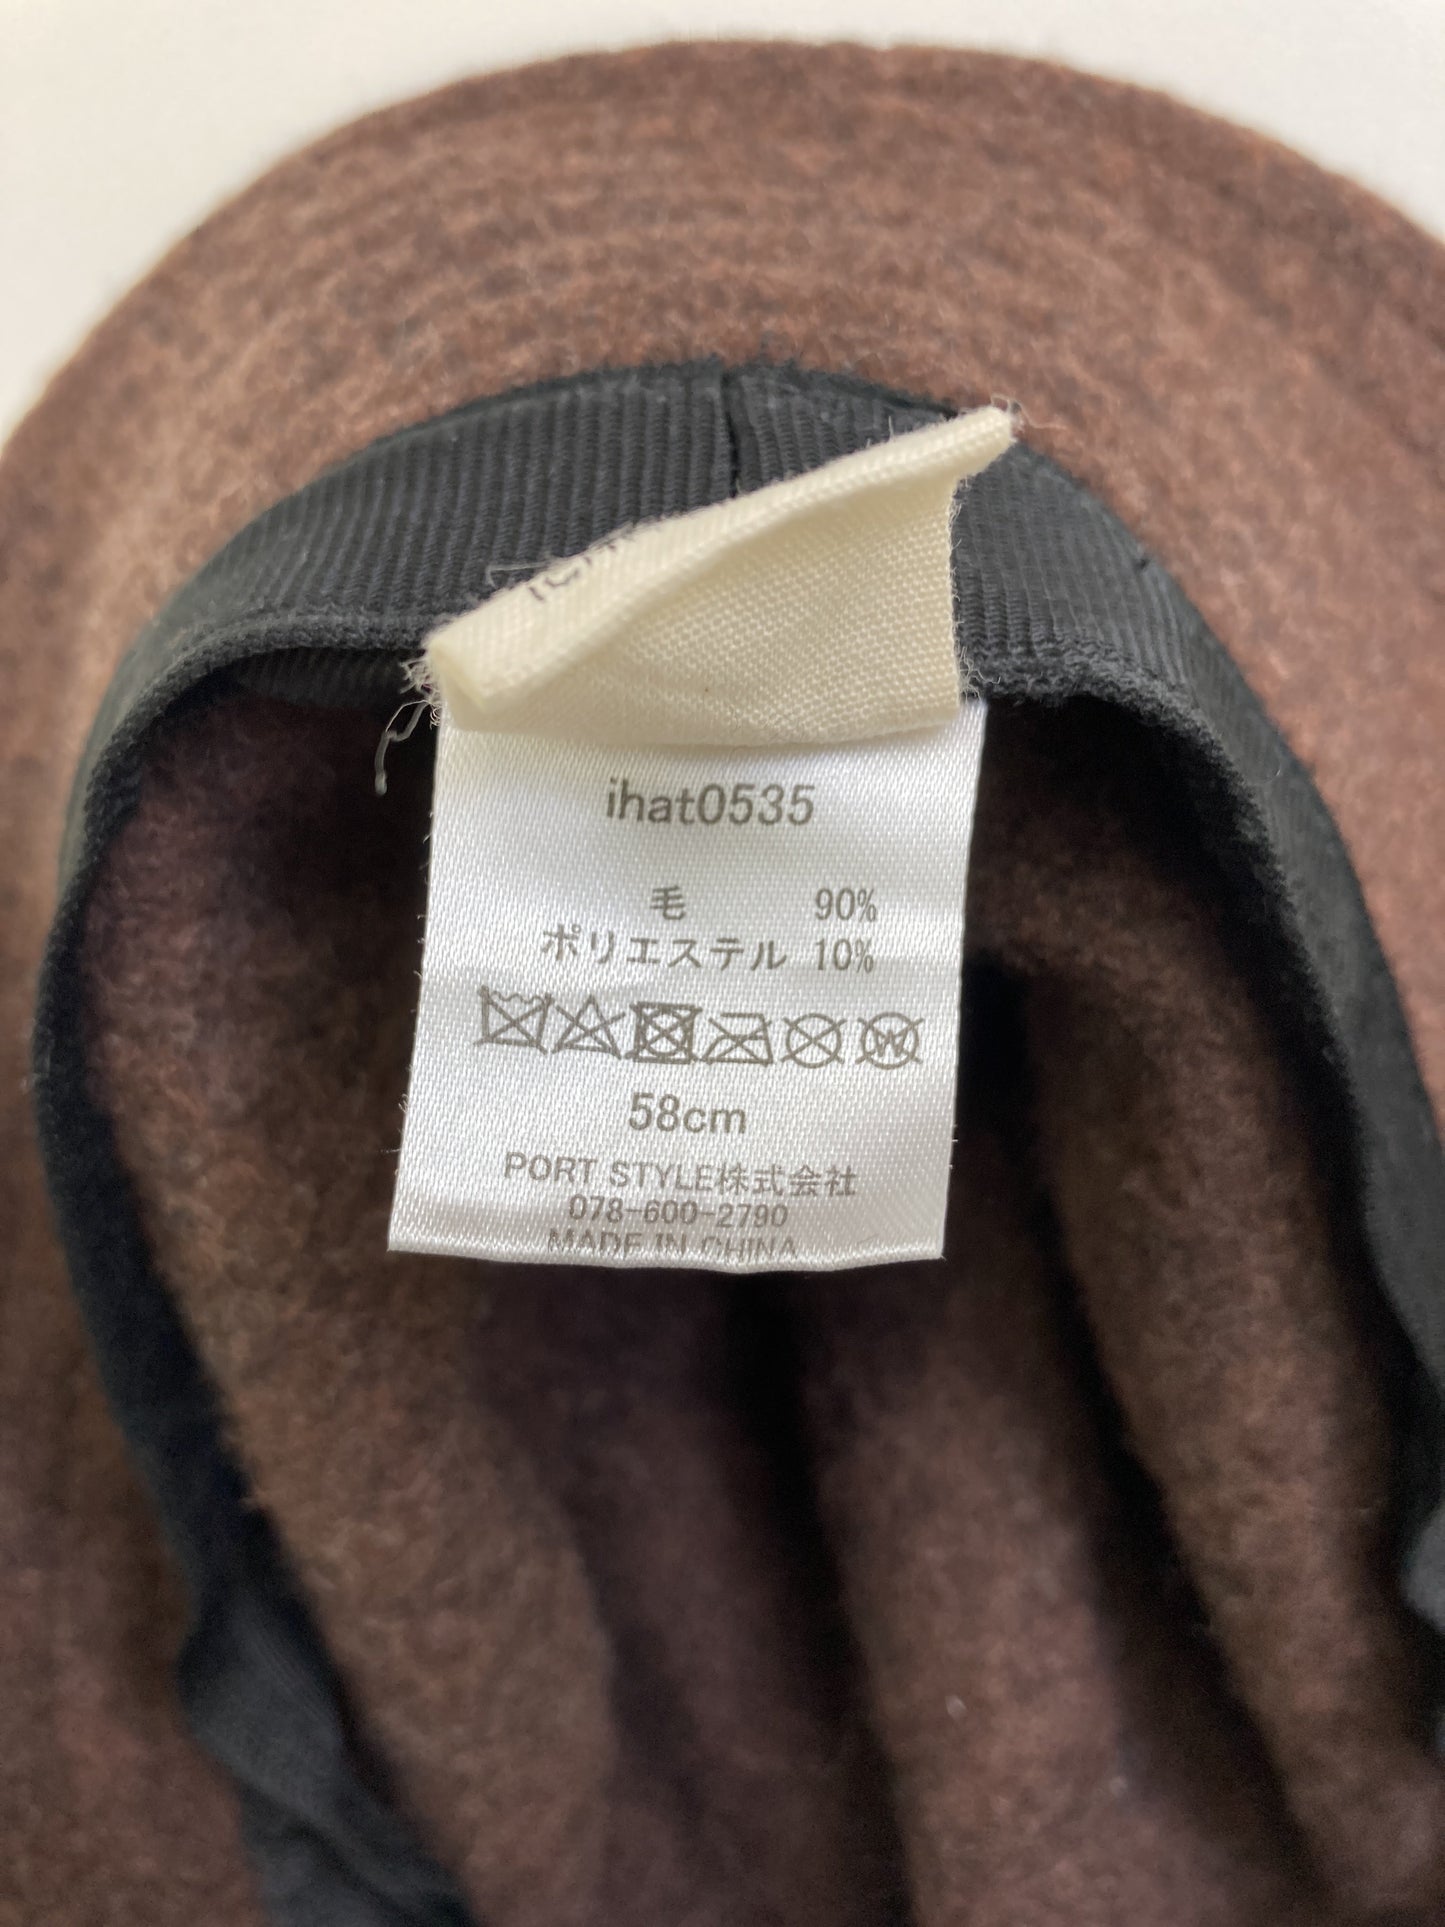 ihat0535
毛 90%
ポリエステル 10%
W
58cm
PORT STYLE株式会社
078-600-2790
MADE IN CHINA